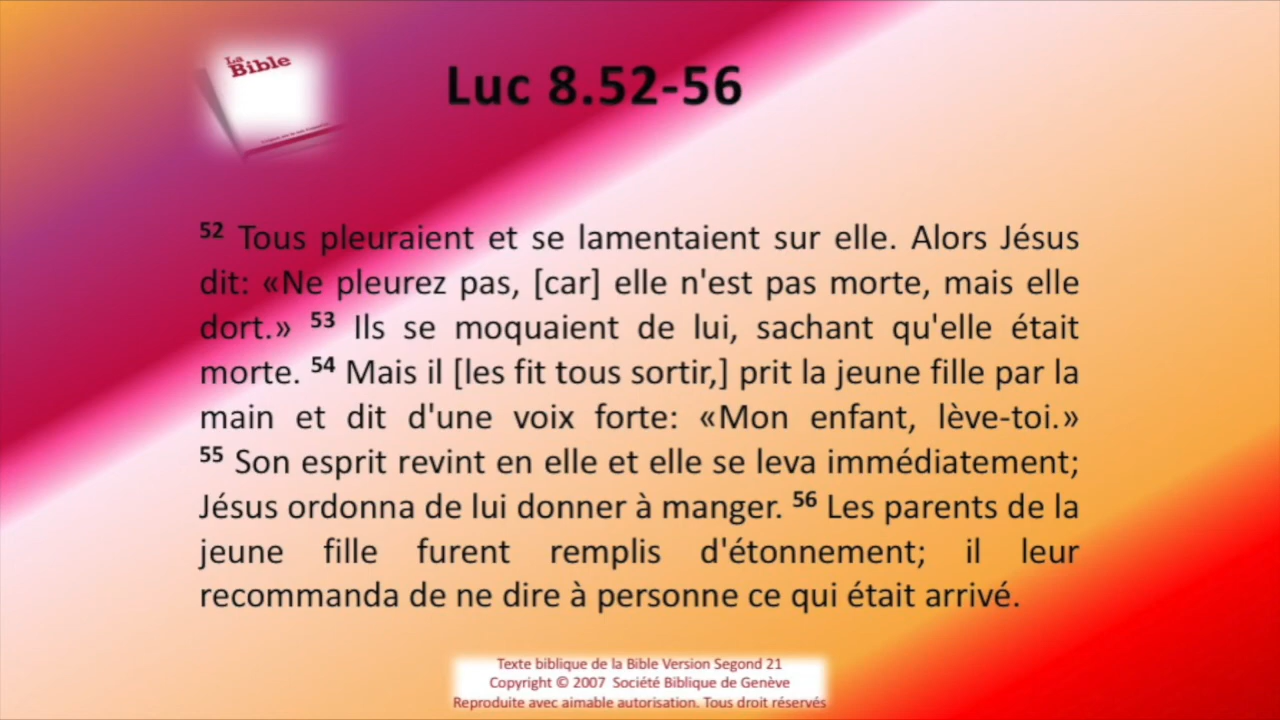 La
Bible
Luc 8.52-56
52 Tous pleuraient et se lamentaient sur elle. Alors Jésus
dit: «Ne pleurez pas, [car] elle n'est pas morte, mais elle
dort.» 53 Ils se moquaient de lui, sachant qu'elle était
morte. 54 Mais il [les fit tous sortir,] prit la jeune fille par la
main et dit d'une voix forte: «Mon enfant, lève-toi.»
55 Son esprit revint en elle et elle se leva immédiatement;
Jésus ordonna de lui donner à manger. 56 Les parents de la
jeune fille furent remplis d'étonnement; il leur
recommanda de ne dire à personne ce qui était arrivé.
Texte biblique de la Bible Version Segond 21
Copyright © 2007 Société Biblique de Genève
Reproduite avec aimable autorisation. Tous droit réservés